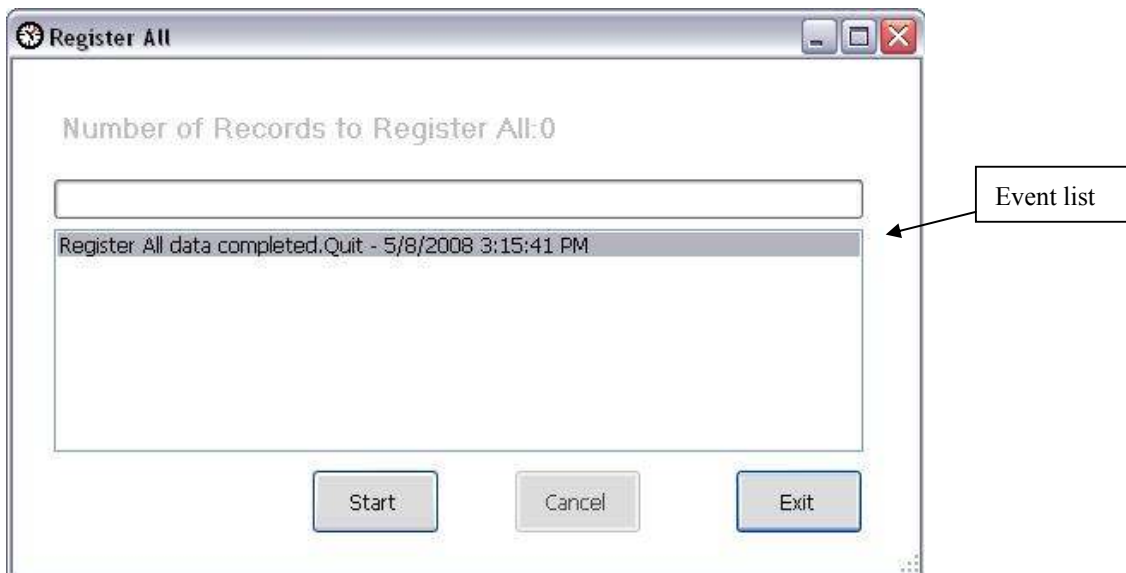 Register All
Number of Records to Register All:0
Event list
Register All data completed.Quit - 5/8/2008 3:15:41 PM
Start
Cancel
Exit